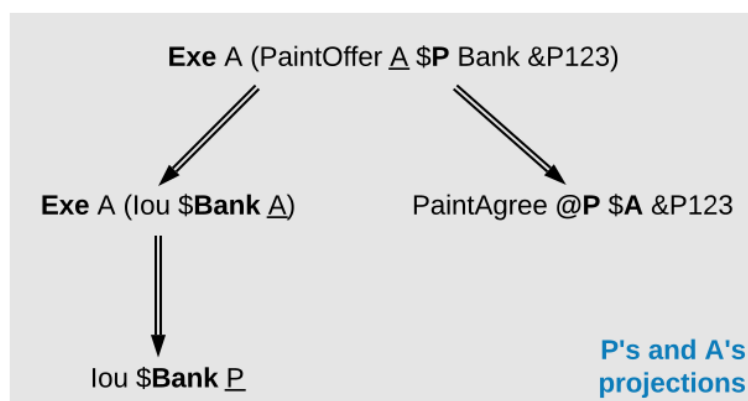 Exe A (PaintOffer A $P Bank &P123)
Exe A (Iou $Bank A)
PaintAgree @P $A &P123
Iou $Bank P
P's and A's
projections